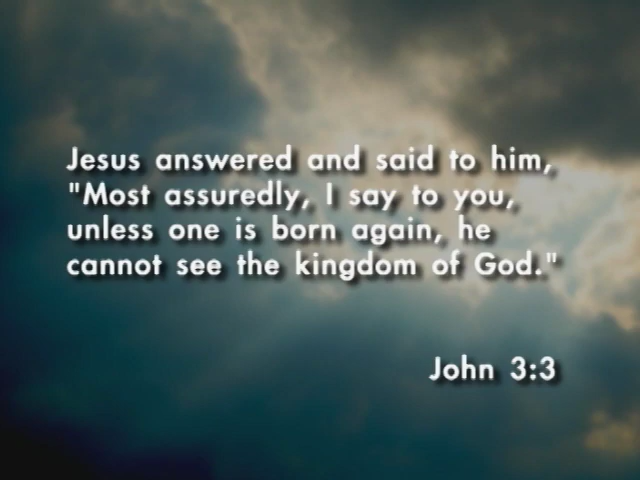 Jesus answered and said to him,
"Most assuredly, I say to you,
unless one is born again, he
cannot see the kingdom of God."
John 3:3